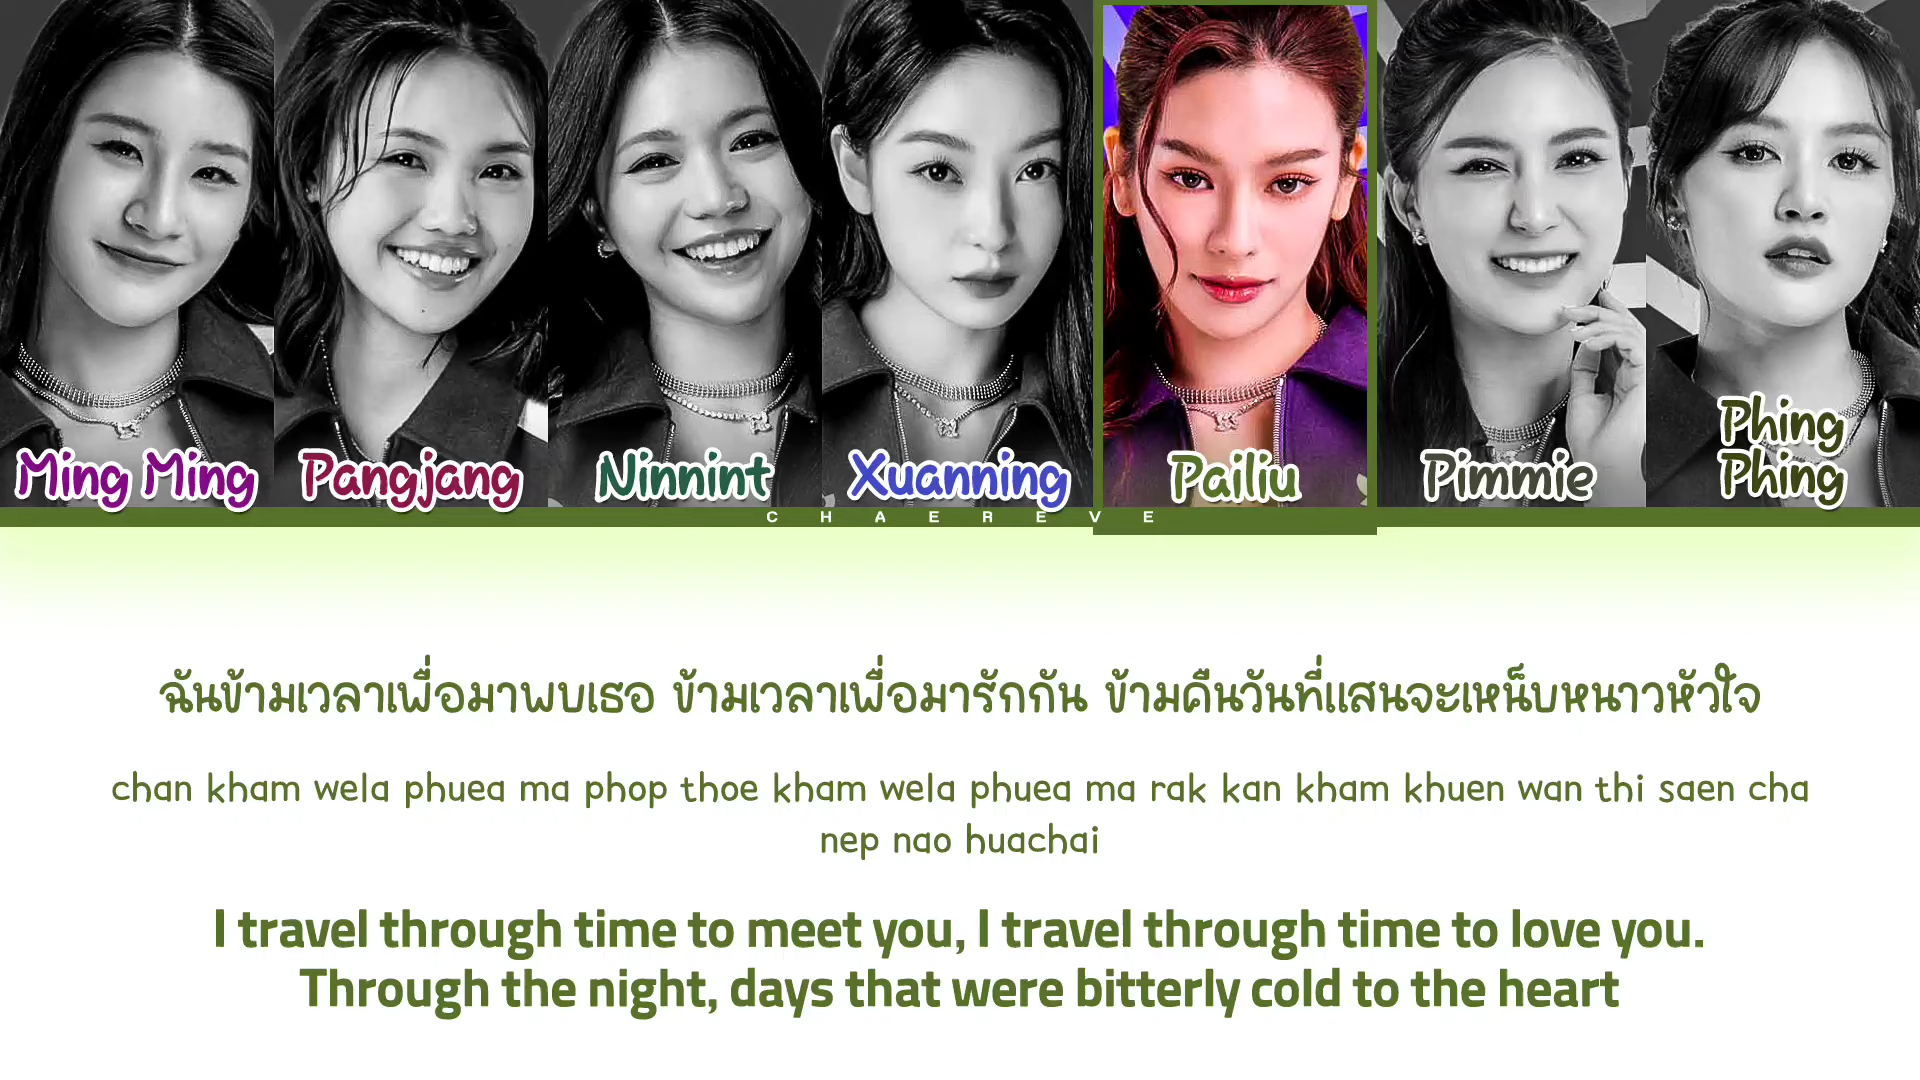 Ming Ming
Pangjang
Ninnint
Xuanning
Pailiu
Pimmie
Phing
Phing
CHAEREVE
ฉันข้ามเวลาเพื่อมาพบเธอ ข้ามเวลาเพื่อมารักกัน ข้ามคืนวันที่แสนจะเหน็บหนาวหัวใจ
chan kham wela phuea ma phop thoe kham wela phuea ma rak kan kham khuen wan thi saen cha
nep nao huachai
I travel through time to meet you, I travel through time to love you.
Through the night, days that were bitterly cold to the heart